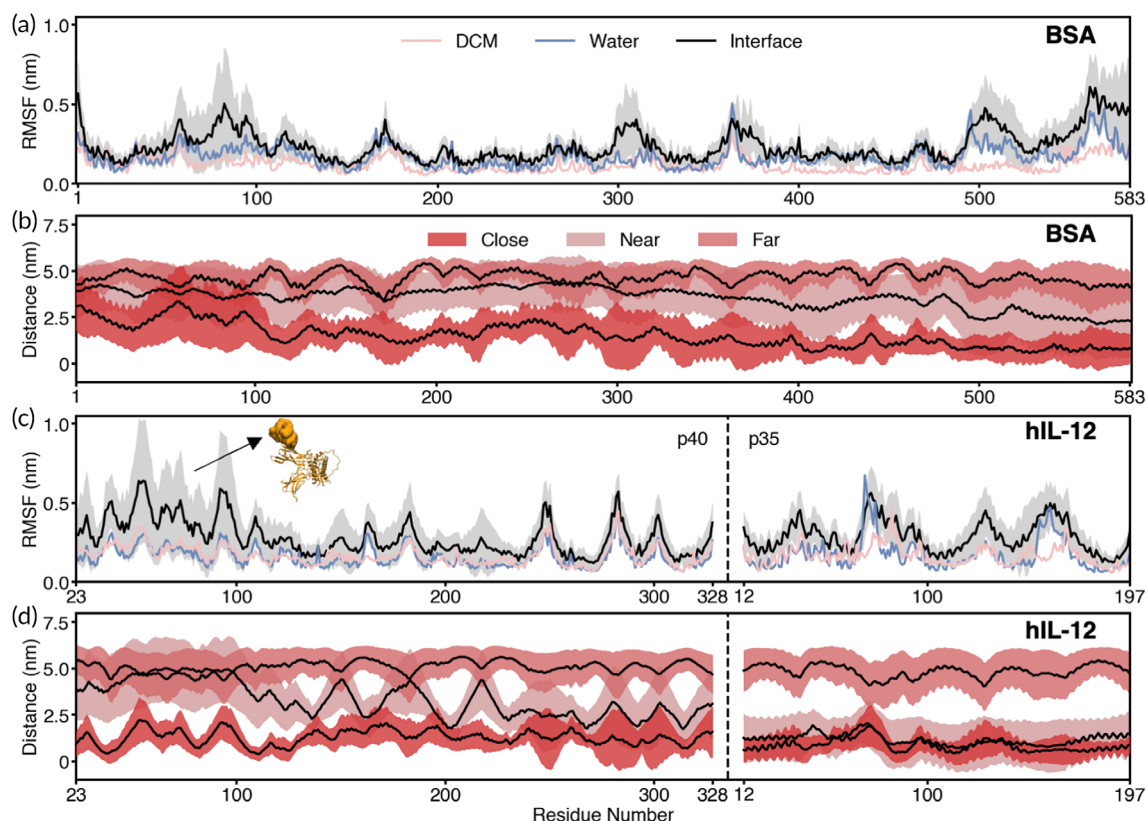 (a)
BSA
DCM Water Interface
RMSF (nm)
1.0
0.5
0.0
1 100 200 300 400 500 583
(b)
BSA
Close Near Far
Distance (nm)
7.5
5.0
2.5
0
1 100 200 300 400 500 583
(c)
hIL-12
p40 p35
RMSF (nm)
1.0
0.5
0.0
23 100 200 300 328 12 100 197
(d)
hIL-12
Distance (nm)
7.5
5.0
2.5
0
23 100 200 300 328 12 100 197
Residue Number